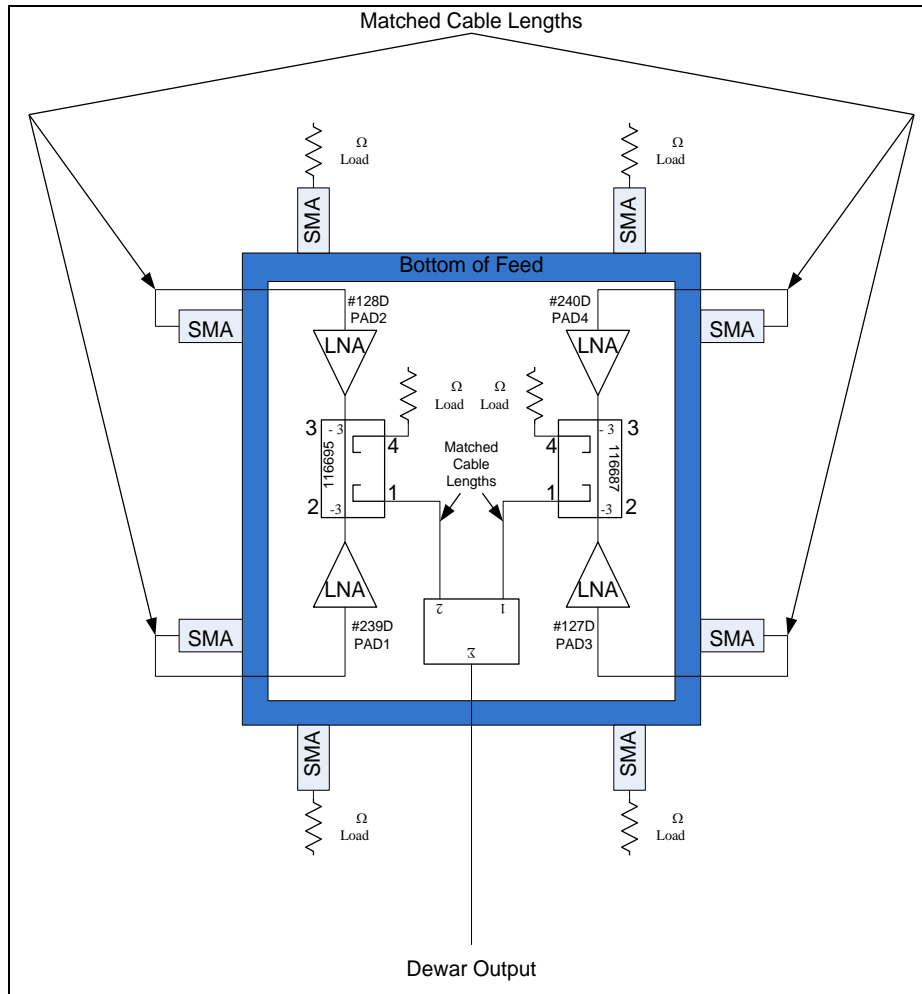 Matched Cable Lengths
Ω
Load
Ω
Load
SMA
SMA
Bottom of Feed
#128D
PAD2
#240D
PAD4
SMA
SMA
LNA
LNA
Ω
Load
Ω
Load
3
- 3
4
116695
2
-3
1
Matched
Cable
Lengths
- 3
3
4
116687
1
-3
2
LNA
LNA
2
1
Σ
#239D
PAD1
#127D
PAD3
SMA
SMA
SMA
SMA
Ω
Load
Ω
Load
Dewar Output